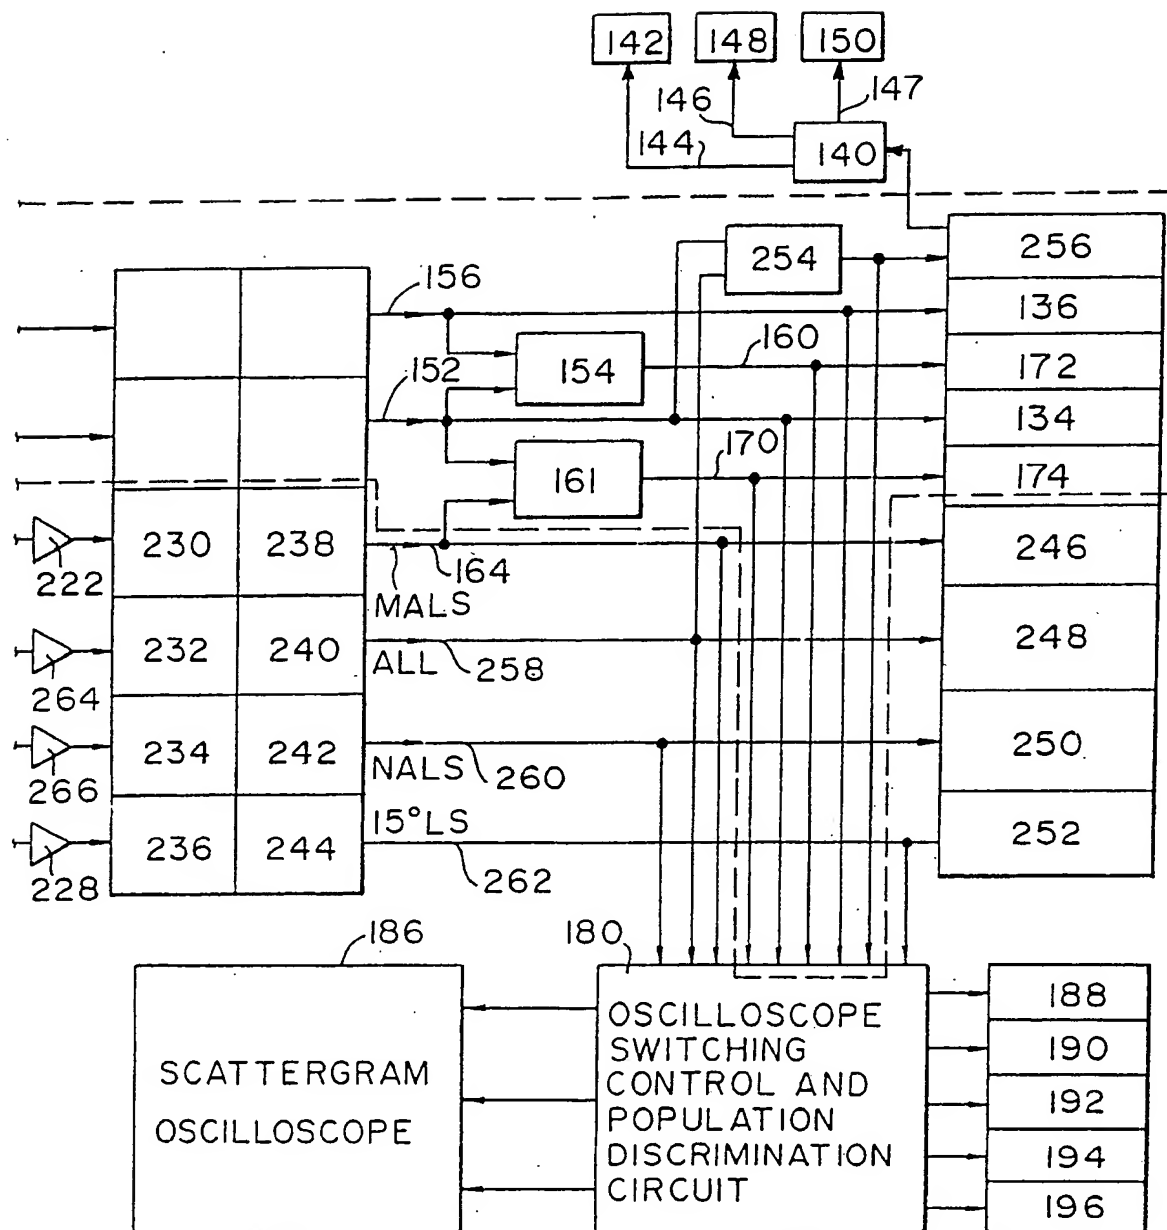 142 148 150
146 147
144 140
254 256
156 136
154 160 172
152 134
161 170 174
230 238 164 246
222 MALS
232 240 ALL 258 248
264
234 242 NALS 260 250
266
15°LS
236 244 262 252
228
186 180
SCATTERGRAM
OSCILLOSCOPE
OSCILLOSCOPE
SWITCHING
CONTROL AND
POPULATION
DISCRIMINATION
CIRCUIT
188
190
192
194
196